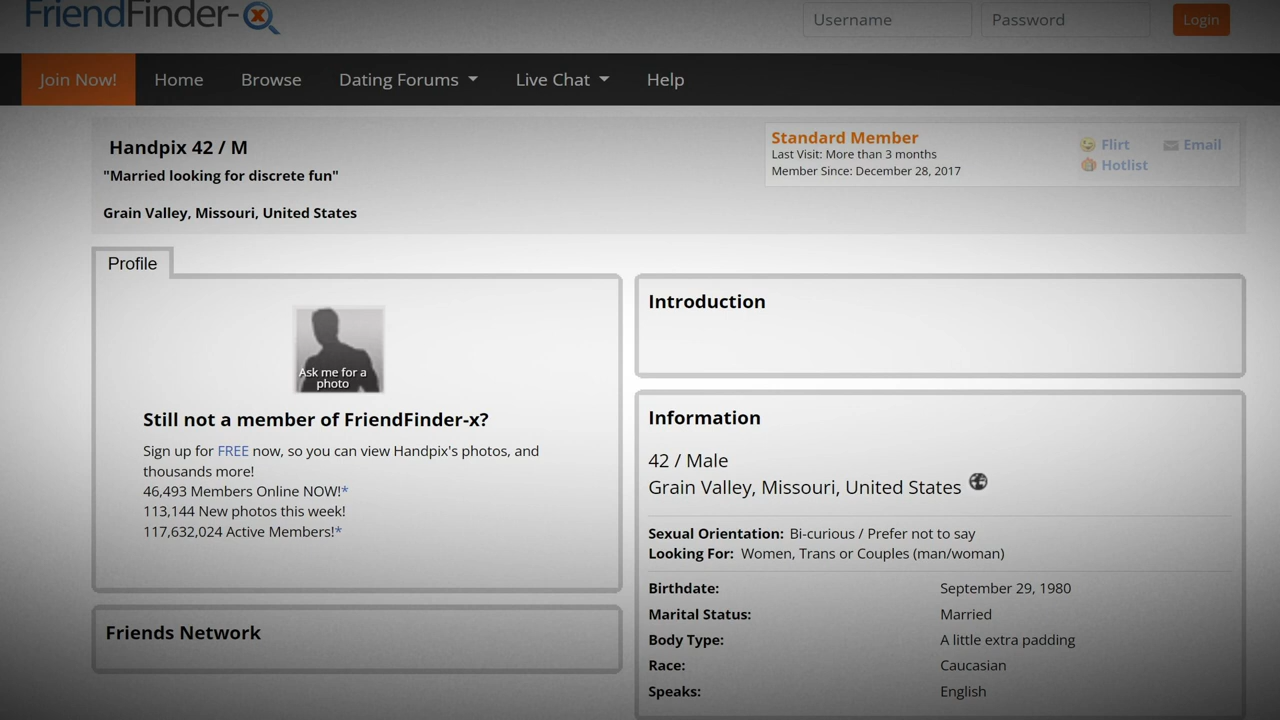 FriendFinder-x
Username
Password
Login
Join Now!
Home
Browse
Dating Forums
Live Chat
Help
Handpix 42 / M
"Married looking for discrete fun"
Grain Valley, Missouri, United States
Standard Member
Last Visit: More than 3 months
Member Since: December 28, 2017
Flirt
Email
Hotlist
Profile
Ask me for a
photo
Still not a member of FriendFinder-x?
Sign up for FREE now, so you can view Handpix's photos, and
thousands more!
46,493 Members Online NOW!*
113,144 New photos this week!
117,632,024 Active Members!*
Friends Network
Introduction
Information
42 / Male
Grain Valley, Missouri, United States
Sexual Orientation: Bi-curious / Prefer not to say
Looking For: Women, Trans or Couples (man/woman)
Birthdate: September 29, 1980
Marital Status: Married
Body Type: A little extra padding
Race: Caucasian
Speaks: English